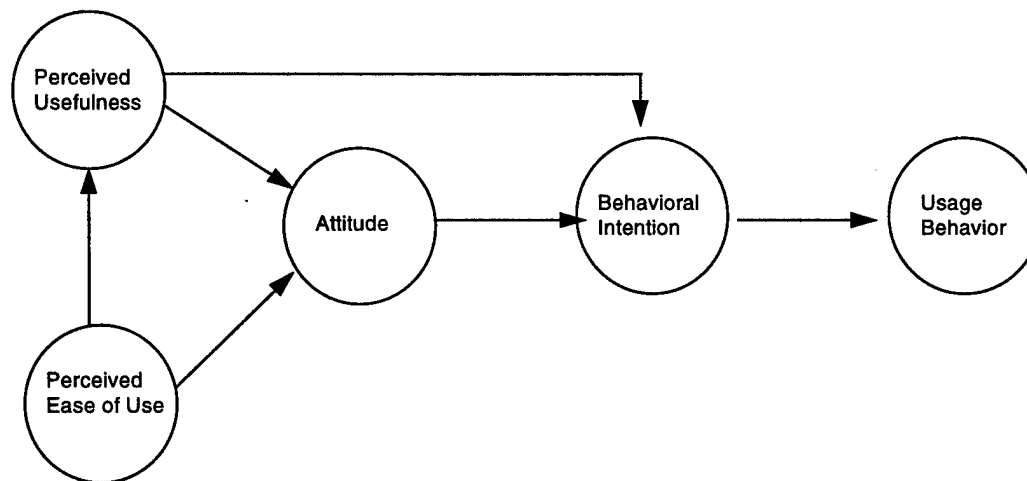 Perceived
Usefulness
Attitude
Behavioral
Intention
Usage
Behavior
Perceived
Ease of Use